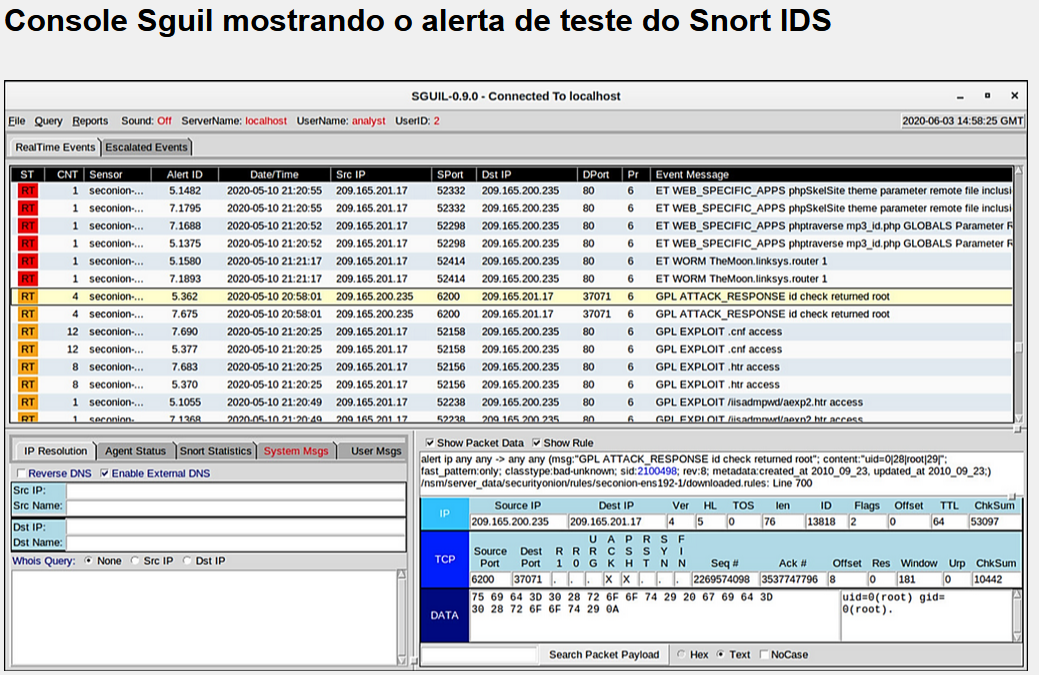 Console Sguil mostrando o alerta de teste do Snort IDS
SGUIL-0.9.0 - Connected To localhost
File Query Reports Sound: Off ServerName: localhost UserName: analyst UserID: 2 2020-06-03 14:58:25 GMT
RealTime Events Escalated Events
ST CNT Sensor Alert ID Date/Time Src IP SPort Dst IP DPort Pr Event Message
RT 1 seconion-... 5.1482 2020-05-10 21:20:55 209.165.201.17 52332 209.165.200.235 80 6 ET WEB_SPECIFIC_APPS phpSkelSite theme parameter remote file inclusi
RT 1 seconion-... 7.1795 2020-05-10 21:20:55 209.165.201.17 52332 209.165.200.235 80 6 ET WEB_SPECIFIC_APPS phpSkelSite theme parameter remote file inclusi
RT 1 seconion-... 7.1688 2020-05-10 21:20:52 209.165.201.17 52298 209.165.200.235 80 6 ET WEB_SPECIFIC_APPS phptraverse mp3_id.php GLOBALS Parameter R
RT 1 seconion-... 5.1375 2020-05-10 21:20:52 209.165.201.17 52298 209.165.200.235 80 6 ET WEB_SPECIFIC_APPS phptraverse mp3_id.php GLOBALS Parameter R
RT 1 seconion-... 5.1580 2020-05-10 21:21:17 209.165.201.17 52414 209.165.200.235 80 6 ET WORM TheMoon.linksys.router 1
RT 1 seconion-... 7.1893 2020-05-10 21:21:17 209.165.201.17 52414 209.165.200.235 80 6 ET WORM TheMoon.linksys.router 1
RT 4 seconion-... 5.362 2020-05-10 20:58:01 209.165.200.235 6200 209.165.201.17 37071 6 GPL ATTACK_RESPONSE id check returned root
RT 4 seconion-... 7.675 2020-05-10 20:58:01 209.165.200.235 6200 209.165.201.17 37071 6 GPL ATTACK_RESPONSE id check returned root
RT 12 seconion-... 7.690 2020-05-10 21:20:25 209.165.201.17 52158 209.165.200.235 80 6 GPL EXPLOIT .cnf access
RT 12 seconion-... 5.377 2020-05-10 21:20:25 209.165.201.17 52158 209.165.200.235 80 6 GPL EXPLOIT .cnf access
RT 8 seconion-... 7.683 2020-05-10 21:20:25 209.165.201.17 52156 209.165.200.235 80 6 GPL EXPLOIT .htr access
RT 8 seconion-... 5.370 2020-05-10 21:20:25 209.165.201.17 52156 209.165.200.235 80 6 GPL EXPLOIT .htr access
RT 1 seconion-... 5.1055 2020-05-10 21:20:49 209.165.201.17 52238 209.165.200.235 80 6 GPL EXPLOIT /iisadmpwd/aexp2.htr access
RT 1 seconion-... 7.1368 2020-05-10 21:20:49 209.165.201.17 52238 209.165.200.235 80 6 GPL EXPLOIT /iisadmpwd/aexp2.htr access
IP Resolution Agent Status Snort Statistics System Msgs User Msgs
Reverse DNS Enable External DNS
Src IP:
Src Name:
Dst IP:
Dst Name:
Whois Query: None Src IP Dst IP
Show Packet Data Show Rule
alert ip any any -> any any (msg:"GPL ATTACK_RESPONSE id check returned root"; content:"uid=0|28|root|29|";
fast_pattern:only; classtype:bad-unknown; sid:2100498; rev:8; metadata:created_at 2010_09_23, updated_at 2010_09_23;)
/nsm/server_data/securityonion/rules/seconion-ens192-1/downloaded.rules: Line 700
IP
Source IP Dest IP Ver HL TOS len ID Flags Offset TTL ChkSum
209.165.200.235 209.165.201.17 4 5 0 76 13818 2 0 64 53097
TCP
U A P R S F
Source Dest R R R C S S Y I
Port Port 1 0 G K H T N N Seq # Ack # Offset Res Window Urp ChkSum
6200 37071 . . . X X . . . 2269574098 3537747796 8 0 181 0 10442
DATA
75 69 64 3D 30 28 72 6F 6F 74 29 20 67 69 64 3D uid=0(root) gid=
30 28 72 6F 6F 74 29 0A 0(root).
Search Packet Payload Hex Text NoCase